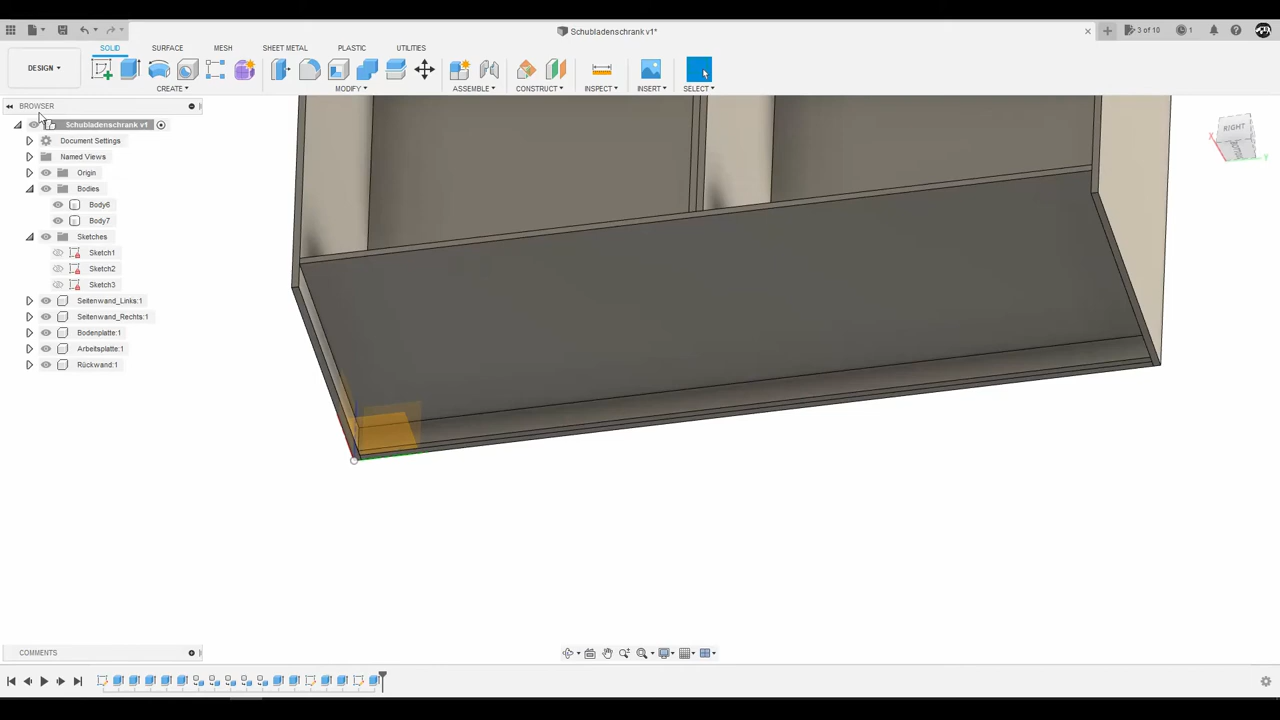 Schubladenschrank v1*
3 of 10
1
DESIGN
SOLID
SURFACE
MESH
SHEET METAL
PLASTIC
UTILITIES
CREATE
MODIFY
ASSEMBLE
CONSTRUCT
INSPECT
INSERT
SELECT
BROWSER
Schubladenschrank v1
Document Settings
Named Views
Origin
Bodies
Body6
Body7
Sketches
Sketch1
Sketch2
Sketch3
Seitenwand_Links:1
Seitenwand_Rechts:1
Bodenplatte:1
Arbeitsplatte:1
Rückwand:1
RIGHT
X
Y
COMMENTS